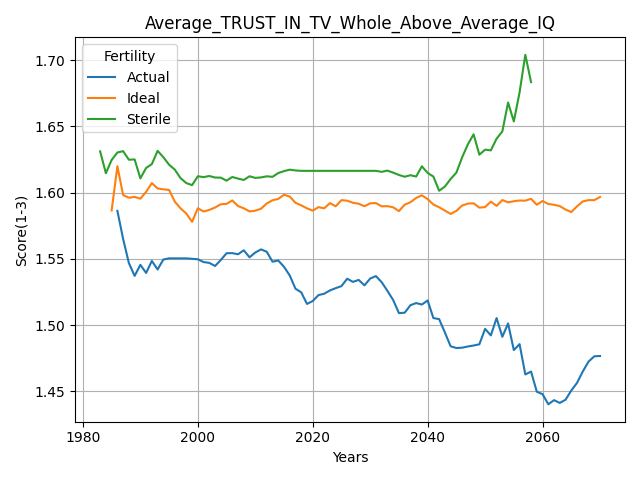 Average_TRUST_IN_TV_Whole_Above_Average_IQ
Fertility
Actual
Ideal
Sterile
Score(1-3)
1.70
1.65
1.60
1.55
1.50
1.45
1980
2000
2020
2040
2060
Years